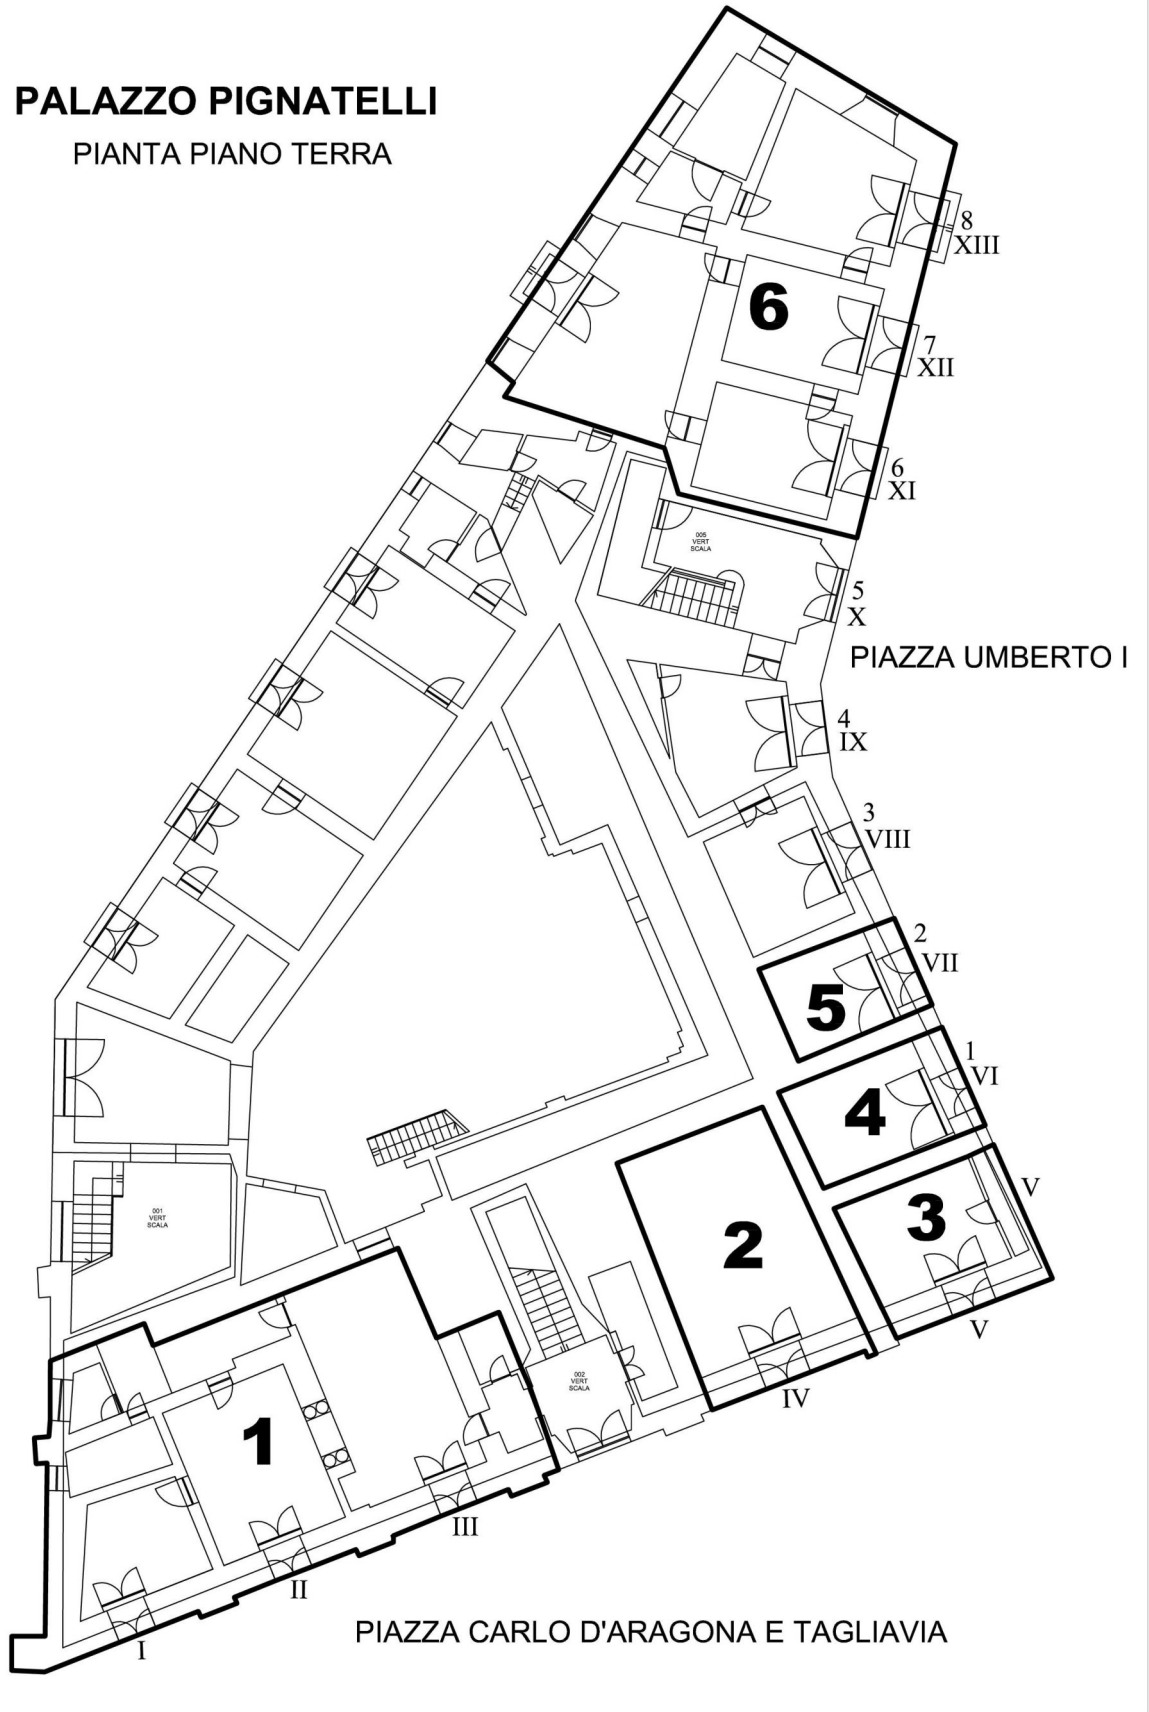 PALAZZO PIGNATELLI
PIANTA PIANO TERRA
8
XIII
6
7
XII
6
XI
005
VERT
SCALA
5
X
PIAZZA UMBERTO I
4
IX
3
VIII
2
VII
5
1
VI
4
V
3
001
VERT
SCALA
2
V
IV
002
VERT
SCALA
1
III
II
I
PIAZZA CARLO D'ARAGONA E TAGLIAVIA